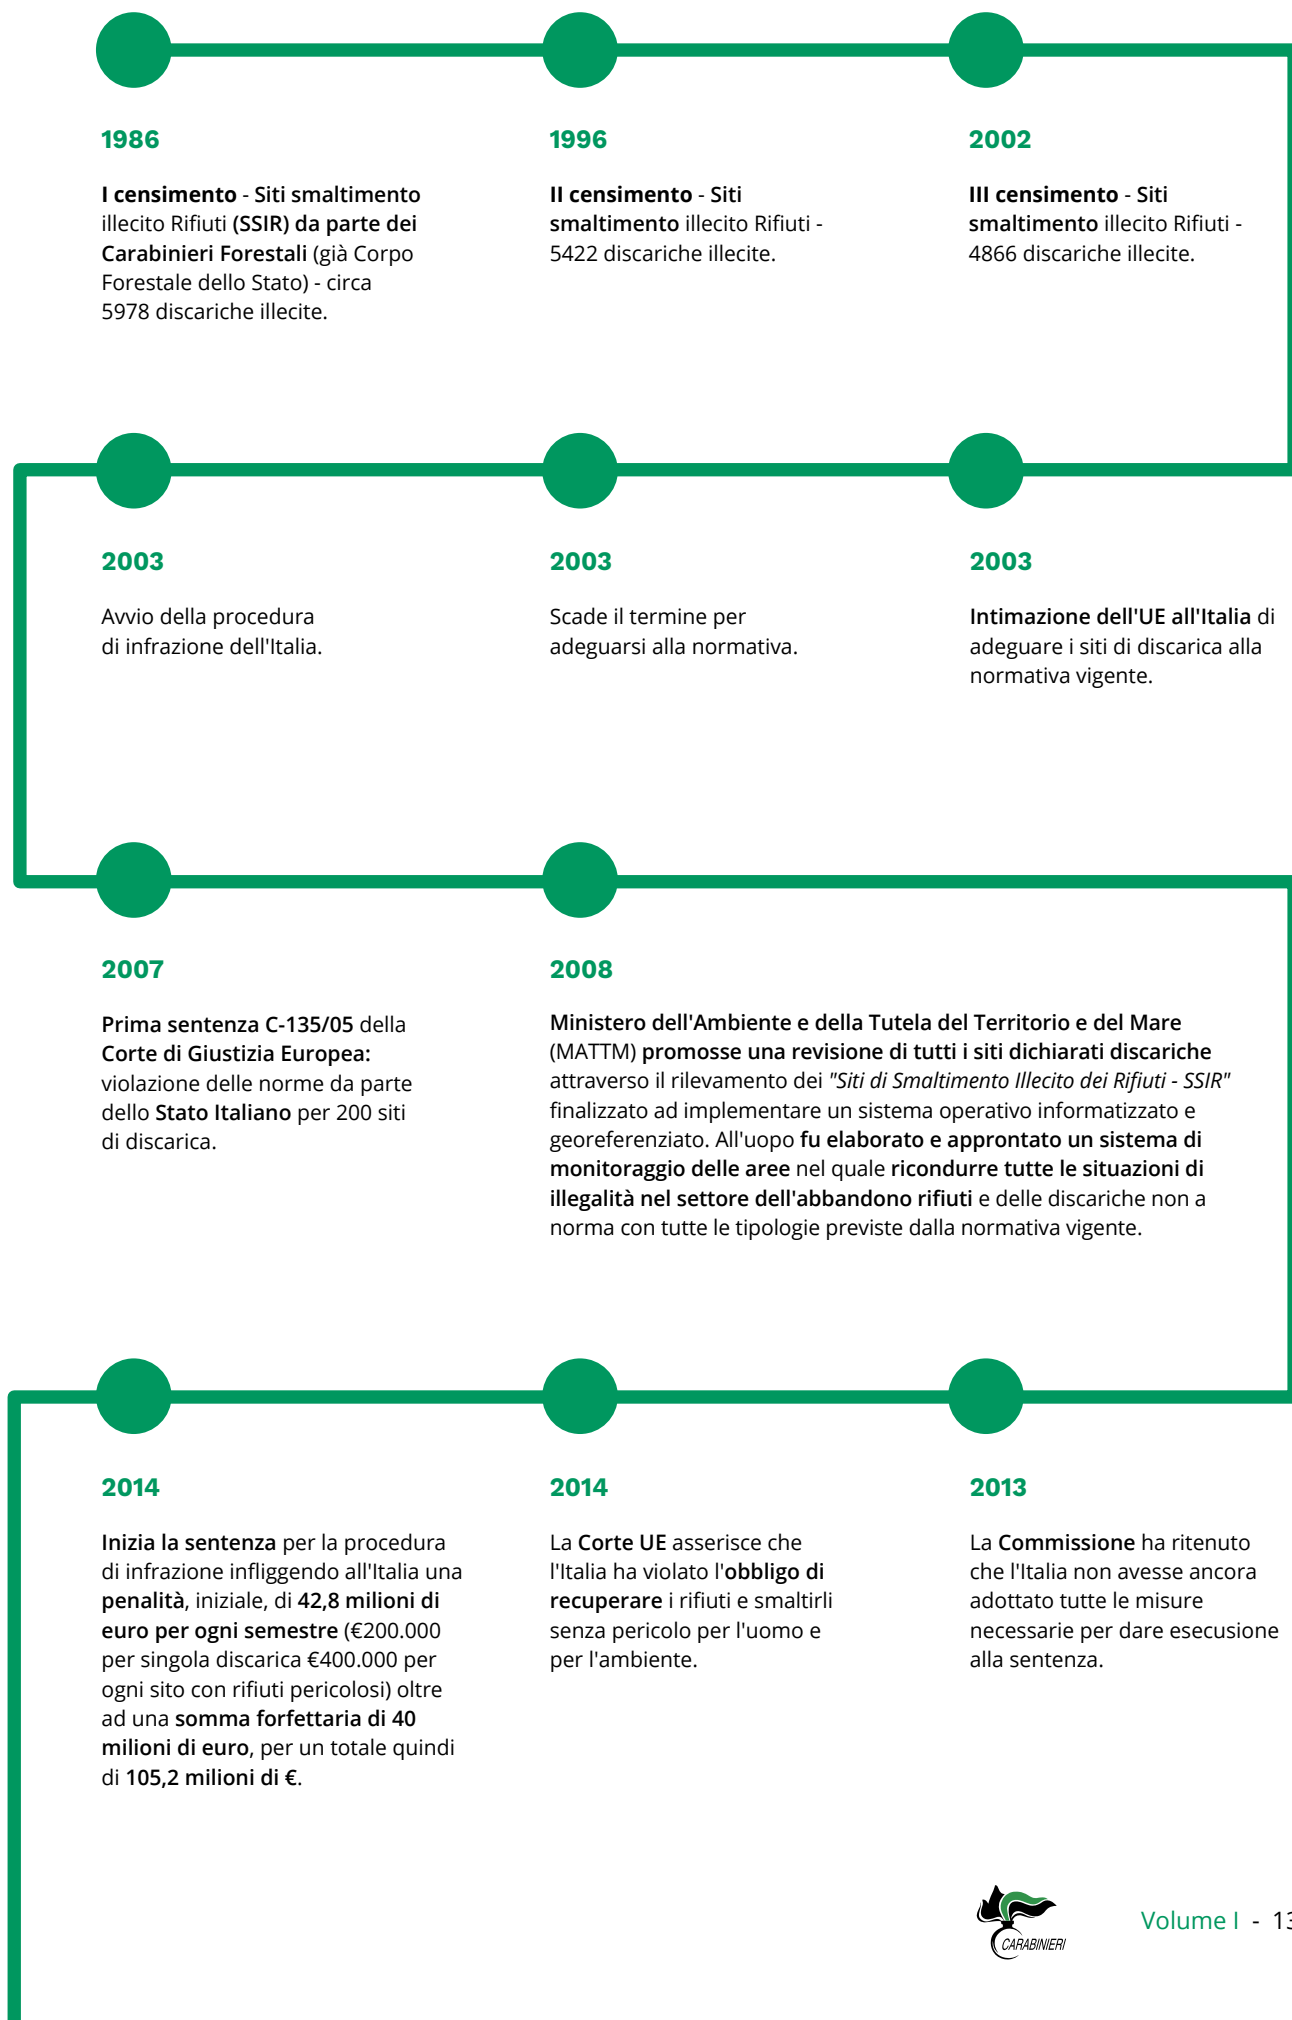 1986
I censimento - Siti smaltimento
illecito Rifiuti (SSIR) da parte dei
Carabinieri Forestali (già Corpo
Forestale dello Stato) - circa
5978 discariche illecite.
1996
II censimento - Siti
smaltimento illecito Rifiuti -
5422 discariche illecite.
2002
III censimento - Siti
smaltimento illecito Rifiuti -
4866 discariche illecite.
2003
Avvio della procedura
di infrazione dell'Italia.
2003
Scade il termine per
adeguarsi alla normativa.
2003
Intimazione dell'UE all'Italia di
adeguare i siti di discarica alla
normativa vigente.
2007
Prima sentenza C-135/05 della
Corte di Giustizia Europea:
violazione delle norme da parte
dello Stato Italiano per 200 siti
di discarica.
2008
Ministero dell'Ambiente e della Tutela del Territorio e del Mare
(MATTM) promosse una revisione di tutti i siti dichiarati discariche
attraverso il rilevamento dei "Siti di Smaltimento Illecito dei Rifiuti - SSIR"
finalizzato ad implementare un sistema operativo informatizzato e
georeferenziato. All'uopo fu elaborato e approntato un sistema di
monitoraggio delle aree nel quale ricondurre tutte le situazioni di
illegalità nel settore dell'abbandono rifiuti e delle discariche non a
norma con tutte le tipologie previste dalla normativa vigente.
2014
Inizia la sentenza per la procedura
di infrazione infliggendo all'Italia una
penalità, iniziale, di 42,8 milioni di
euro per ogni semestre (€200.000
per singola discarica €400.000 per
ogni sito con rifiuti pericolosi) oltre
ad una somma forfettaria di 40
milioni di euro, per un totale quindi
di 105,2 milioni di €.
2014
La Corte UE asserisce che
l'Italia ha violato l'obbligo di
recuperare i rifiuti e smaltirli
senza pericolo per l'uomo e
per l'ambiente.
2013
La Commissione ha ritenuto
che l'Italia non avesse ancora
adottato tutte le misure
necessarie per dare esecusione
alla sentenza.
CARABINIERI
Volume I - 13